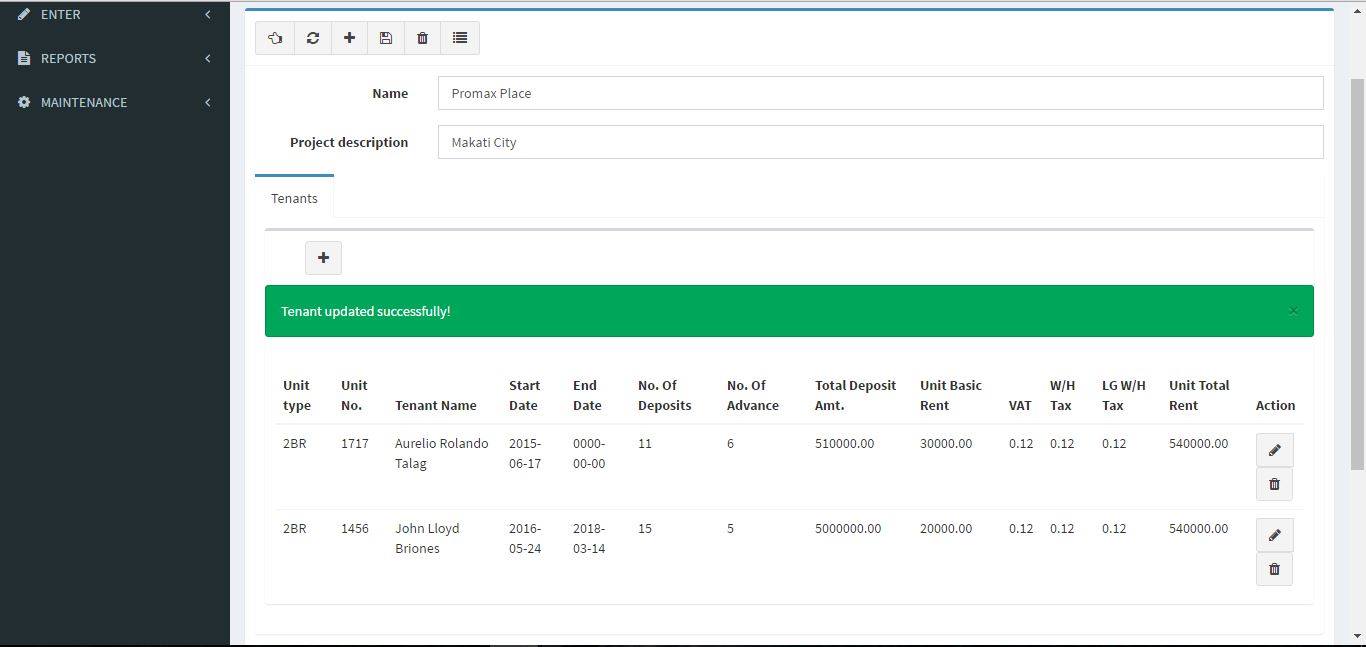 ENTER
REPORTS
MAINTENANCE
Name
Promax Place
Project description
Makati City
Tenants
Tenant updated successfully!
×
Unit type Unit No. Tenant Name Start Date End Date No. Of Deposits No. Of Advance Total Deposit Amt. Unit Basic Rent VAT W/H Tax LG W/H Tax Unit Total Rent Action
2BR 1717 Aurelio Rolando Talag 2015-06-17 0000-00-00 11 6 510000.00 30000.00 0.12 0.12 0.12 540000.00
2BR 1456 John Lloyd Briones 2016-05-24 2018-03-14 15 5 5000000.00 20000.00 0.12 0.12 0.12 540000.00